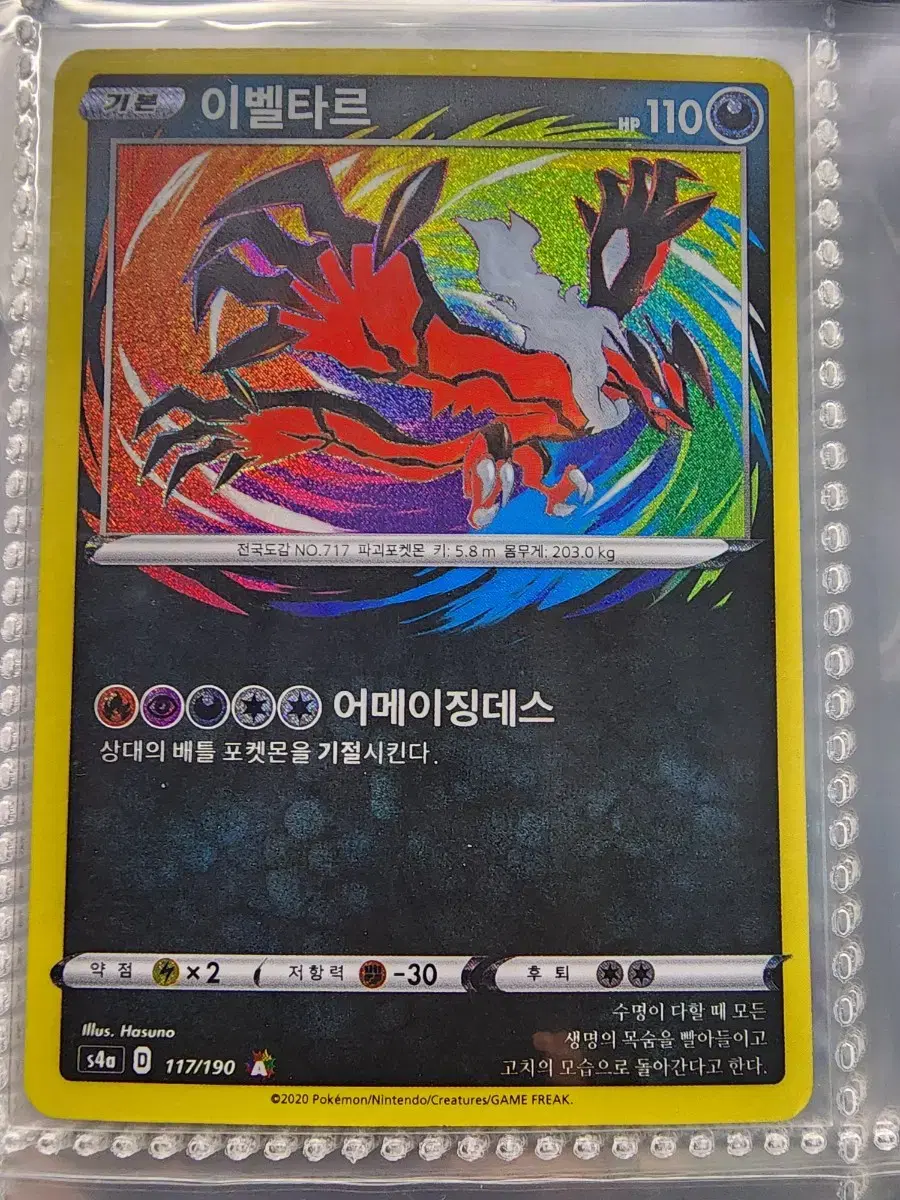 기본 이벨타르 HP 110
전국도감 NO.717 파괴포켓몬 키: 5.8 m 몸무게: 203.0 kg
어메이징데스
상대의 배틀 포켓몬을 기절시킨다.
약점 ×2 저항력 -30 후퇴
수명이 다할 때 모든
생명의 목숨을 빨아들이고
고치의 모습으로 돌아간다고 한다.
Illus. Hasuno
s4a D 117/190 A
©2020 Pokémon/Nintendo/Creatures/GAME FREAK.